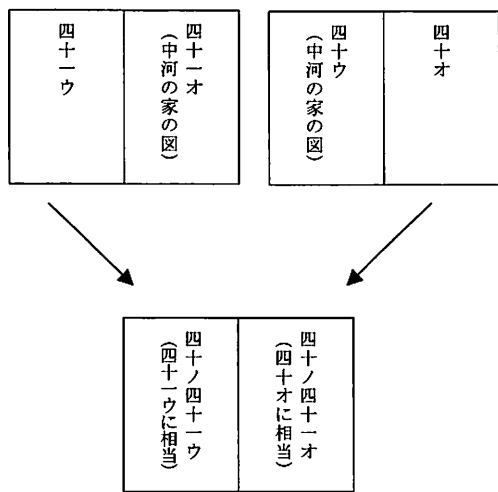 四十オ
四十ウ
(中河の家の図)
四十一オ
(中河の家の図)
四十一ウ
四十ノ四十一オ
(四十オに相当)
四十ノ四十一ウ
(四十一ウに相当)